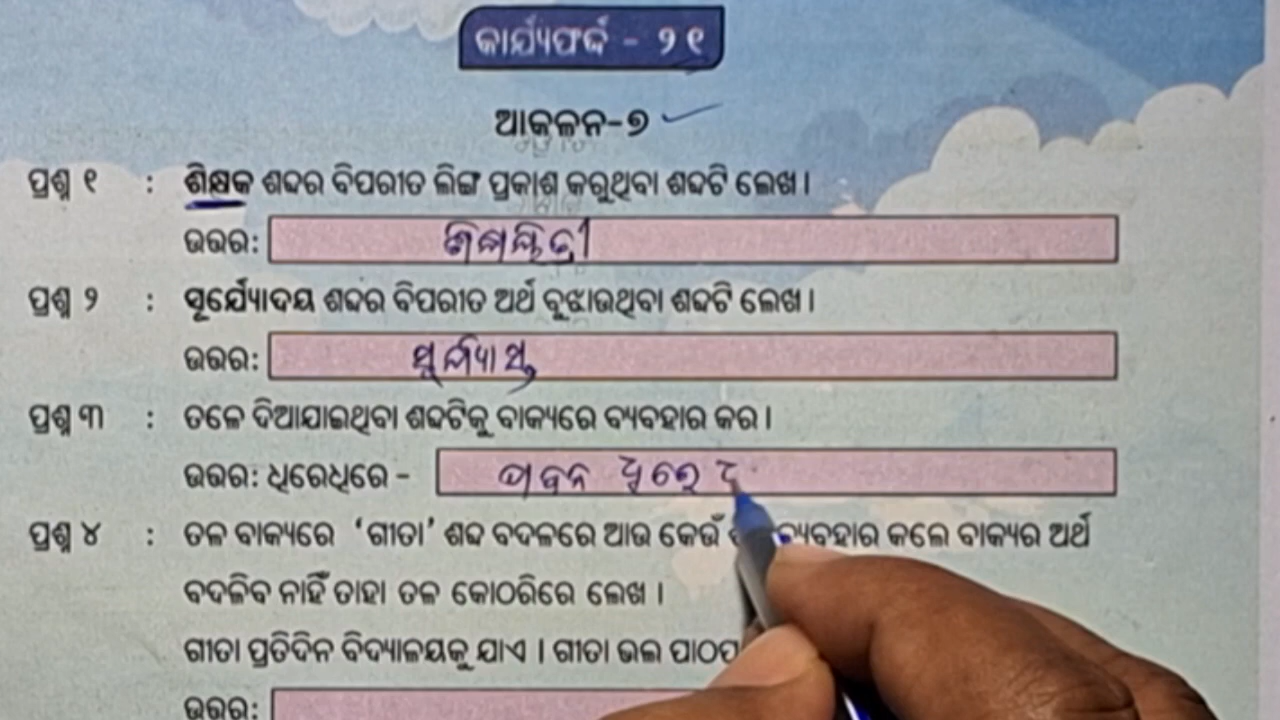 କାର୍ଯ୍ୟଫର୍ଦ୍ଦ - ୨୧
ଆକଳନ-୭
ପ୍ରଶ୍ନ ୧ : ଶିକ୍ଷକ ଶବ୍ଦର ବିପରୀତ ଲିଙ୍ଗ ପ୍ରକାଶ କରୁଥିବା ଶବ୍ଦଟି ଲେଖ ।
ଉତ୍ତର: ଶିକ୍ଷୟିତ୍ରୀ
ପ୍ରଶ୍ନ ୨ : ସୂର୍ଯ୍ୟୋଦୟ ଶବ୍ଦର ବିପରୀତ ଅର୍ଥ ବୁଝାଉଥିବା ଶବ୍ଦଟି ଲେଖ ।
ଉତ୍ତର: ସୂର୍ଯ୍ୟାସ୍ତ
ପ୍ରଶ୍ନ ୩ : ତଳେ ଦିଆଯାଇଥିବା ଶବ୍ଦଟିକୁ ବାକ୍ୟରେ ବ୍ୟବହାର କର ।
ଉତ୍ତର: ଧିରେଧିରେ - ପବନ ଧିରେ
ପ୍ରଶ୍ନ ୪ : ତଳ ବାକ୍ୟରେ ‘ଗୀତା’ ଶବ୍ଦ ବଦଳରେ ଆଉ କେଉଁ ବ୍ୟବହାର କଲେ ବାକ୍ୟର ଅର୍ଥ
ବଦଳିବ ନାହିଁ ତାହା ତଳ କୋଠରିରେ ଲେଖ ।
ଗୀତା ପ୍ରତିଦିନ ବିଦ୍ୟାଳୟକୁ ଯାଏ । ଗୀତା ଭଲ ପାଠପ
ଉତ୍ତର: